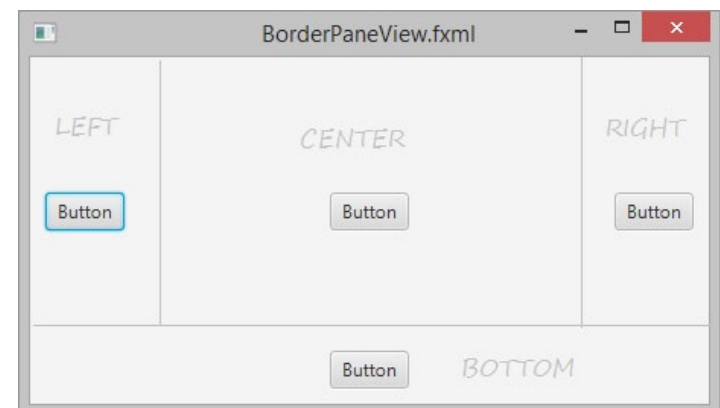 BorderPaneView.fxml
LEFT
CENTER
RIGHT
Button
Button
Button
Button
BOTTOM